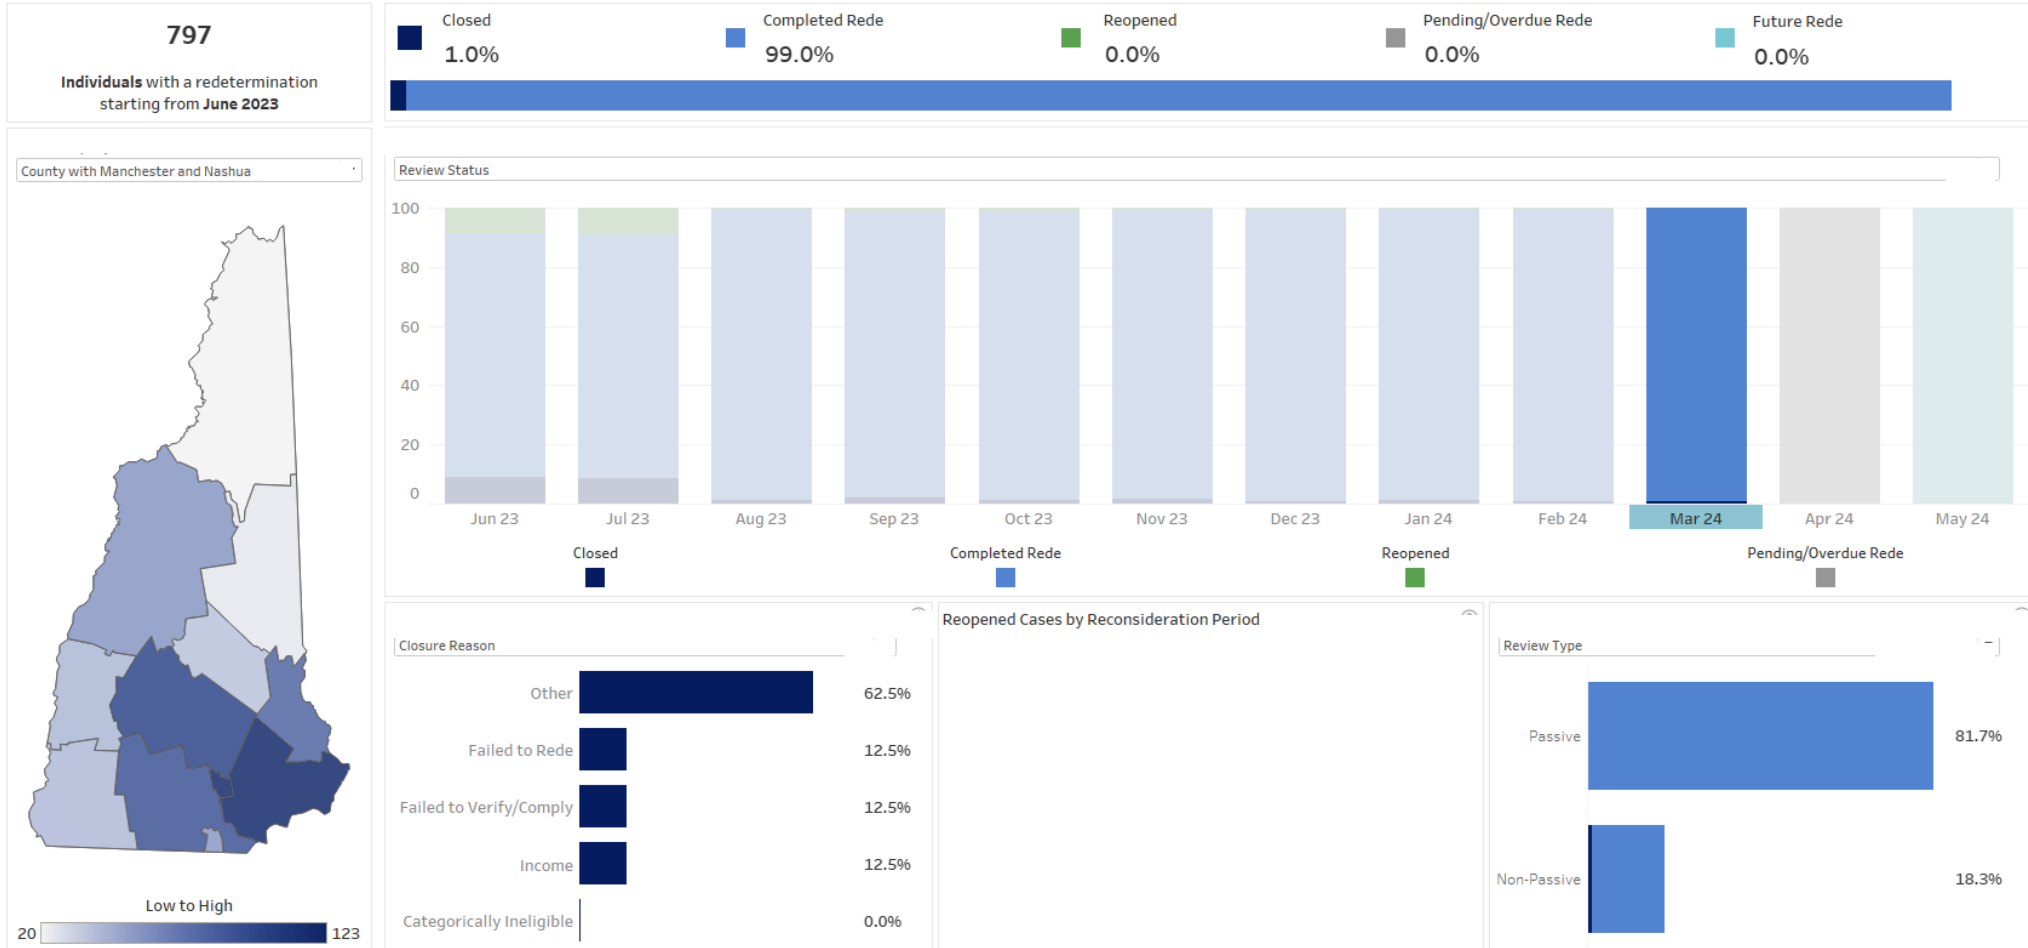 797
Individuals with a redetermination
starting from June 2023
Closed
1.0%
Completed Rede
99.0%
Reopened
0.0%
Pending/Overdue Rede
0.0%
Future Rede
0.0%
County with Manchester and Nashua
Low to High
20 123
Review Status
100
80
60
40
20
0
Jun 23 Jul 23 Aug 23 Sep 23 Oct 23 Nov 23 Dec 23 Jan 24 Feb 24 Mar 24 Apr 24 May 24
Closed Completed Rede Reopened Pending/Overdue Rede
Closure Reason
Other 62.5%
Failed to Rede 12.5%
Failed to Verify/Comply 12.5%
Income 12.5%
Categorically Ineligible 0.0%
Reopened Cases by Reconsideration Period
Review Type
Passive 81.7%
Non-Passive 18.3%